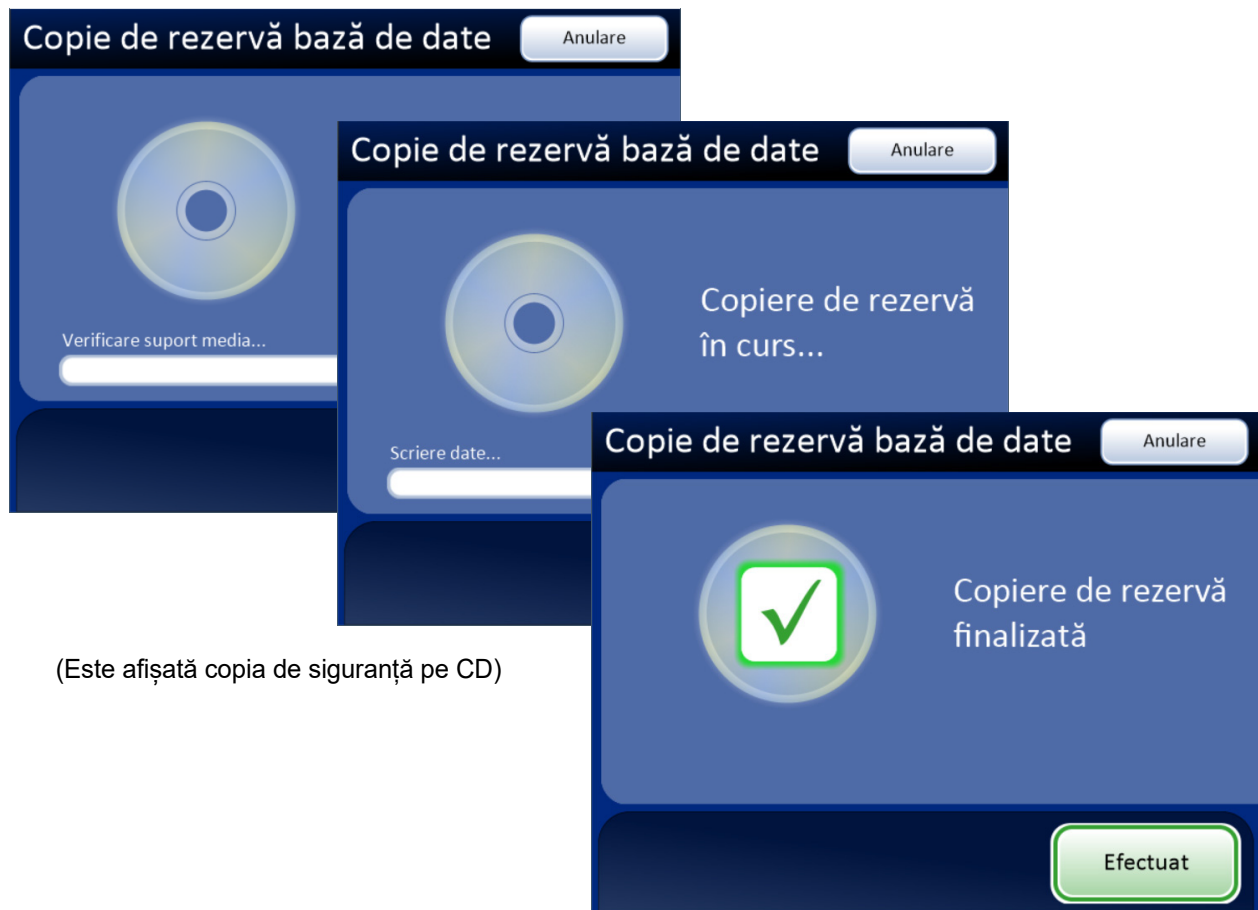 Copie de rezervă bază de date
Anulare
Verificare suport media...
Copie de rezervă bază de date
Anulare
Copiere de rezervă
în curs...
Scriere date...
Copie de rezervă bază de date
Anulare
Copiere de rezervă
finalizată
Efectuat
(Este afișată copia de siguranță pe CD)